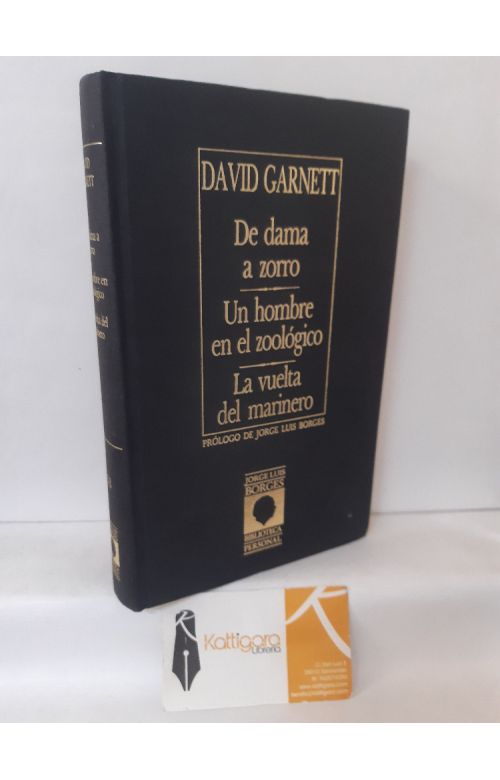 DAVID GARNETT
De dama
a zorro
Un hombre
en el zoológico
La vuelta
del marinero
PRÓLOGO DE JORGE LUIS BORGES
JORGE LUIS
BORGES
BIBLIOTECA
PERSONAL
Kattigara
Librería